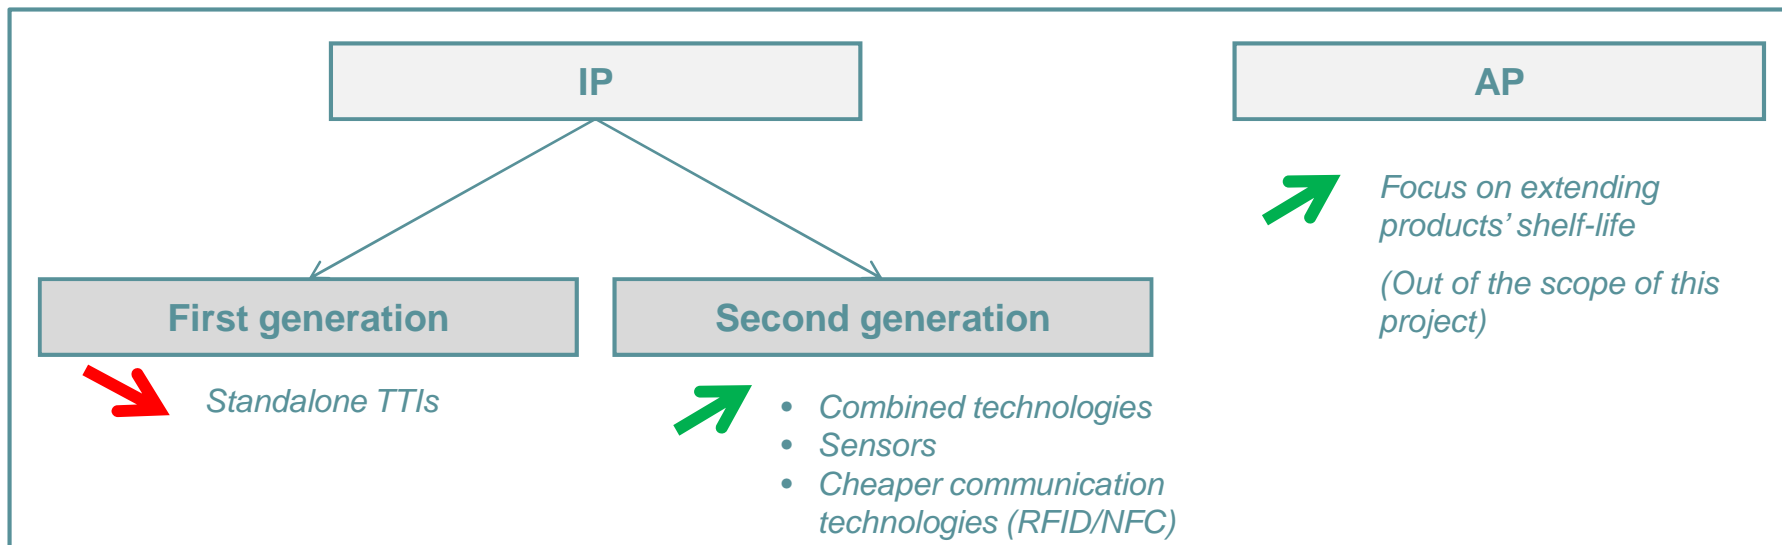 IP
AP
First generation
Second generation
Standalone TTIs
• Combined technologies
• Sensors
• Cheaper communication
technologies (RFID/NFC)
Focus on extending
products’ shelf-life
(Out of the scope of this
project)